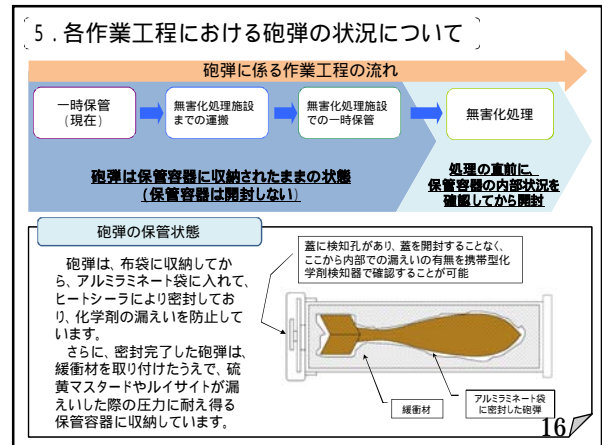 5．各作業工程における砲弾の状況について
砲弾に係る作業工程の流れ
一時保管
(現在)
無害化処理施設
までの運搬
無害化処理施設
での一時保管
無害化処理
砲弾は保管容器に収納されたままの状態
(保管容器は開封しない)
処理の直前に、
保管容器の内部状況を
確認してから開封
砲弾の保管状態
砲弾は、布袋に収納してか
ら、アルミラミネート袋に入れて、
ヒートシーラにより密封してお
り、化学剤の漏えいを防止して
います。
さらに、密封完了した砲弾は、
緩衝材を取り付けたうえで、硫
黄マスタードやルイサイトが漏
えいした際の圧力に耐え得る
保管容器に収納しています。
蓋に検知孔があり、蓋を開封することなく、
ここから内部での漏えいの有無を携帯型化
学剤検知器で確認することが可能
緩衝材
アルミラミネート袋
に密封した砲弾
16